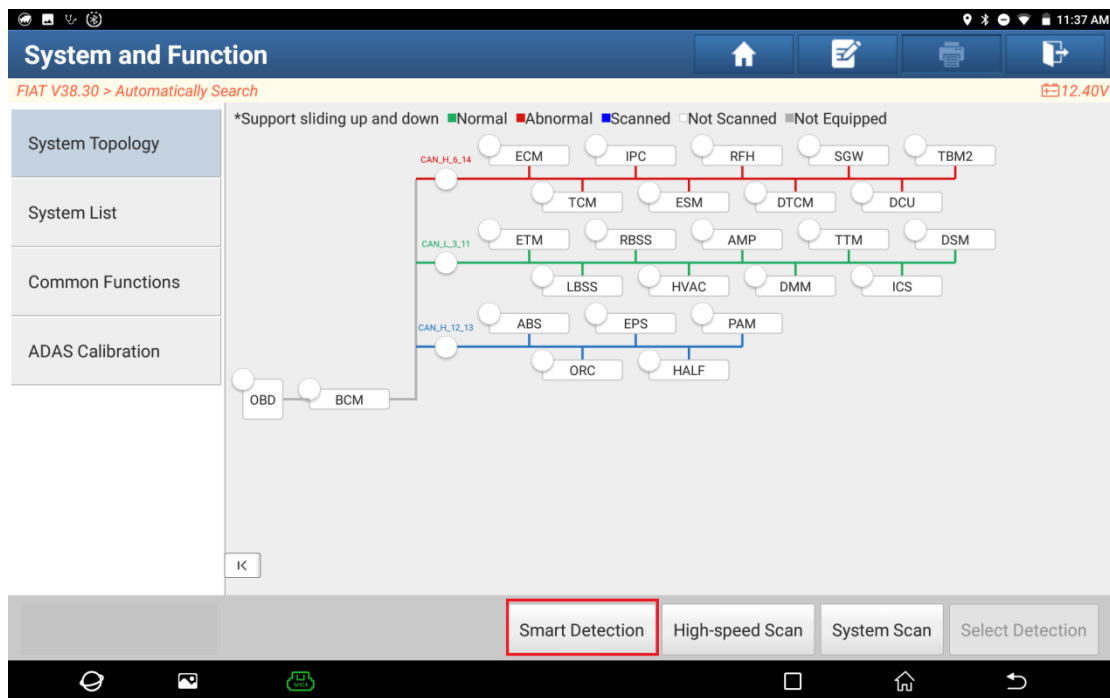 11:37 AM
System and Function
FIAT V38.30 > Automatically Search
12.40V
System Topology
System List
Common Functions
ADAS Calibration
*Support sliding up and down Normal Abnormal Scanned Not Scanned Not Equipped
CAN_H_6_14
ECM IPC RFH SGW TBM2
TCM ESM DTCM DCU
CAN_L_3_11
ETM RBSS AMP TTM DSM
LBSS HVAC DMM ICS
CAN_H_12_13
ABS EPS PAM
ORC HALF
OBD BCM
Smart Detection High-speed Scan System Scan Select Detection
VCI